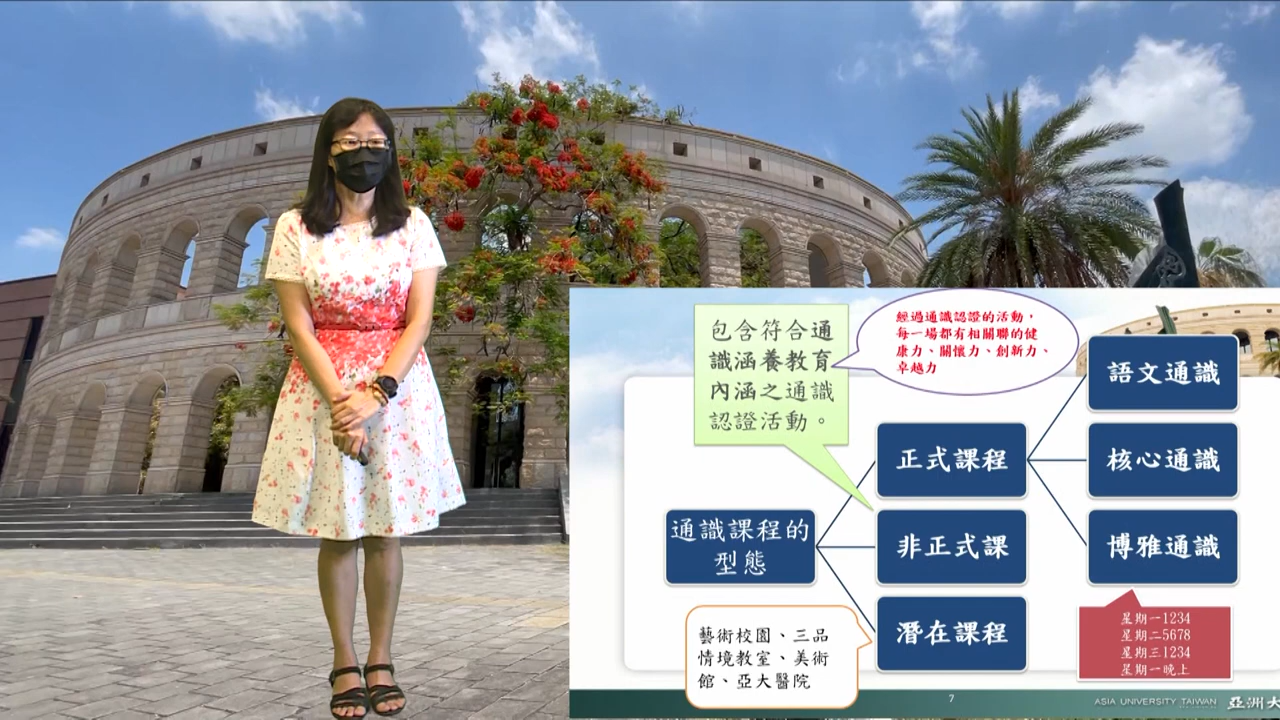 包含符合通
識涵養教育
內涵之通識
認證活動。
經過通識認證的活動，
每一場都有相關聯的健
康力、關懷力、創新力、
卓越力
語文通識
正式課程
核心通識
通識課程的
型態
非正式課
博雅通識
潛在課程
藝術校園、三品
情境教室、美術
館、亞大醫院
星期一1234
星期二5678
星期三1234
星期一晚上
7
ASIA UNIVERSITY, TAIWAN
亞洲大